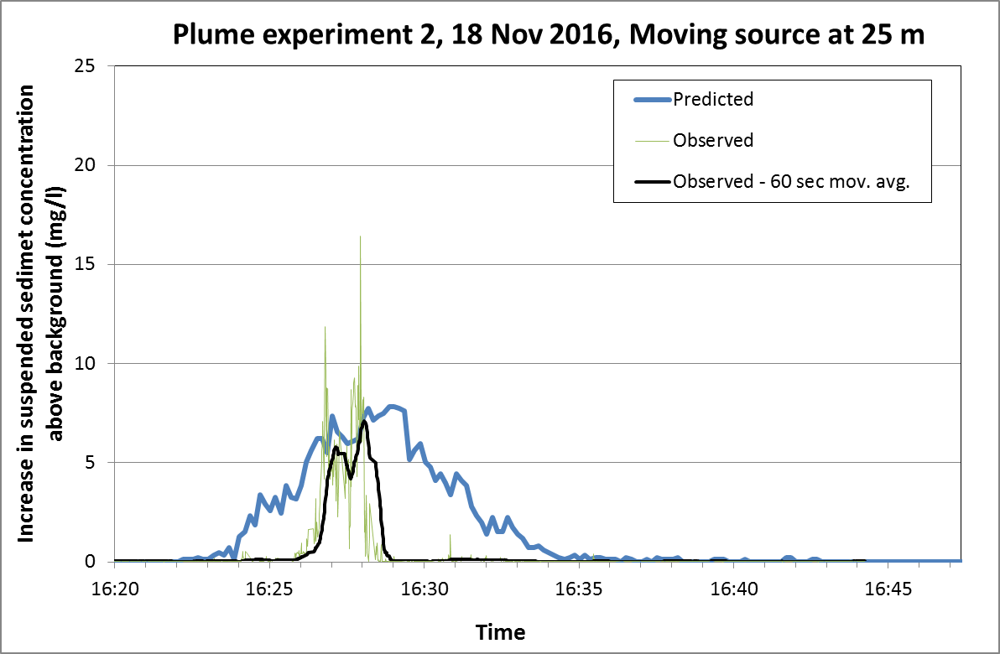 Plume experiment 2, 18 Nov 2016, Moving source at 25 m
Increase in suspended sedimet concentration
above background (mg/l)
25
20
15
10
5
0
Predicted
Observed
Observed - 60 sec mov. avg.
16:20
16:25
16:30
16:35
16:40
16:45
Time